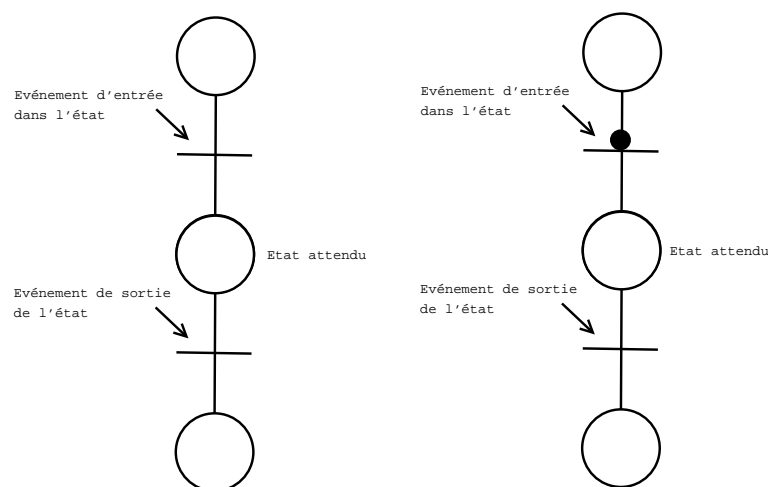 Evénement d'entrée
dans l'état
Etat attendu
Evénement de sortie
de l'état
Evénement d'entrée
dans l'état
Etat attendu
Evénement de sortie
de l'état